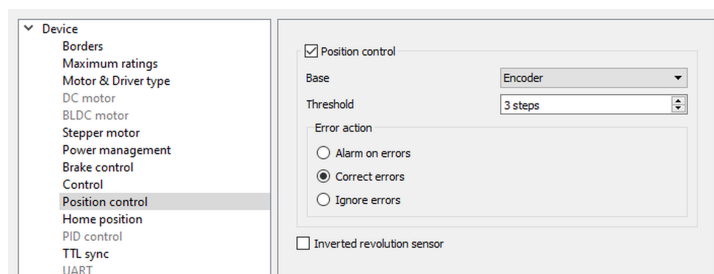 Device
Borders
Maximum ratings
Motor & Driver type
DC motor
BLDC motor
Stepper motor
Power management
Brake control
Control
Position control
Home position
PID control
TTL sync
UART
Position control
Base
Encoder
Threshold
3 steps
Error action
Alarm on errors
Correct errors
Ignore errors
Inverted revolution sensor